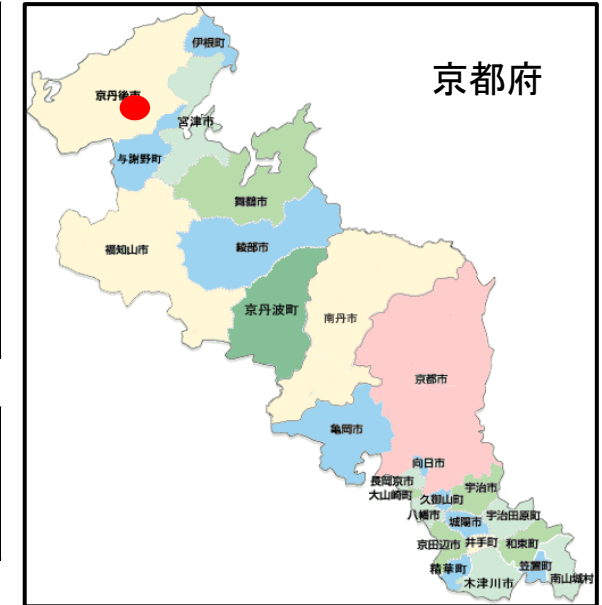 京都府
伊根町
京丹後市
宮津市
与謝野町
舞鶴市
福知山市
綾部市
京丹波町
南丹市
京都市
亀岡市
向日市
長岡京市
大山崎町
宇治市
久御山町
八幡市
城陽市
宇治田原町
京田辺市
井手町
和束町
精華町
笠置町
木津川市
南山城村